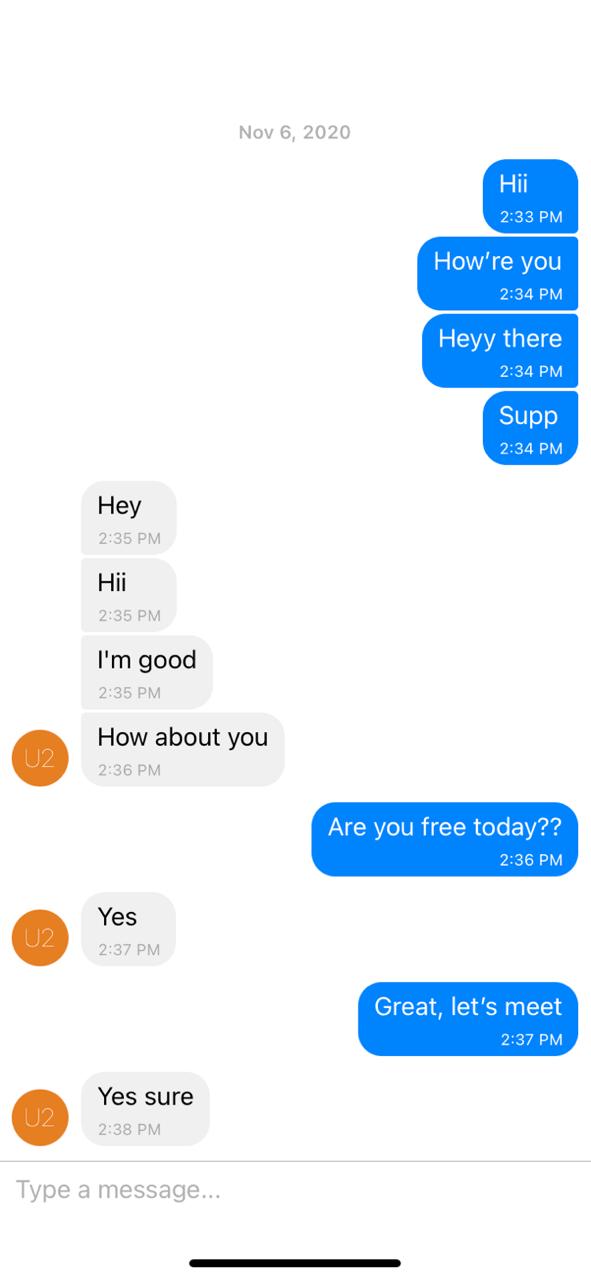 Nov 6, 2020
Hii
2:33 PM
How’re you
2:34 PM
Heyy there
2:34 PM
Supp
2:34 PM
Hey
2:35 PM
Hii
2:35 PM
I'm good
2:35 PM
How about you
2:36 PM
U2
Are you free today??
2:36 PM
Yes
2:37 PM
U2
Great, let’s meet
2:37 PM
Yes sure
2:38 PM
U2
Type a message...